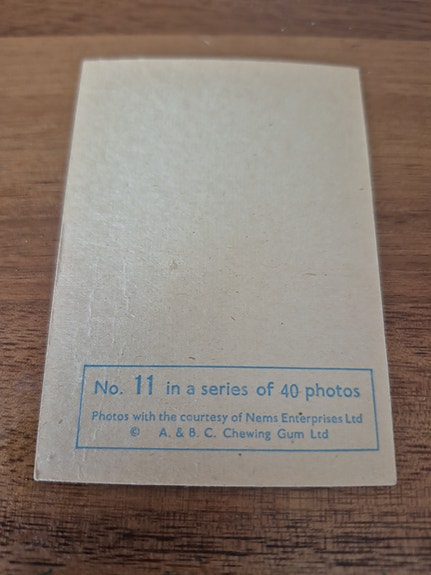 No. 11 in a series of 40 photos
Photos with the courtesy of Nems Enterprises Ltd
© A. & B. C. Chewing Gum Ltd